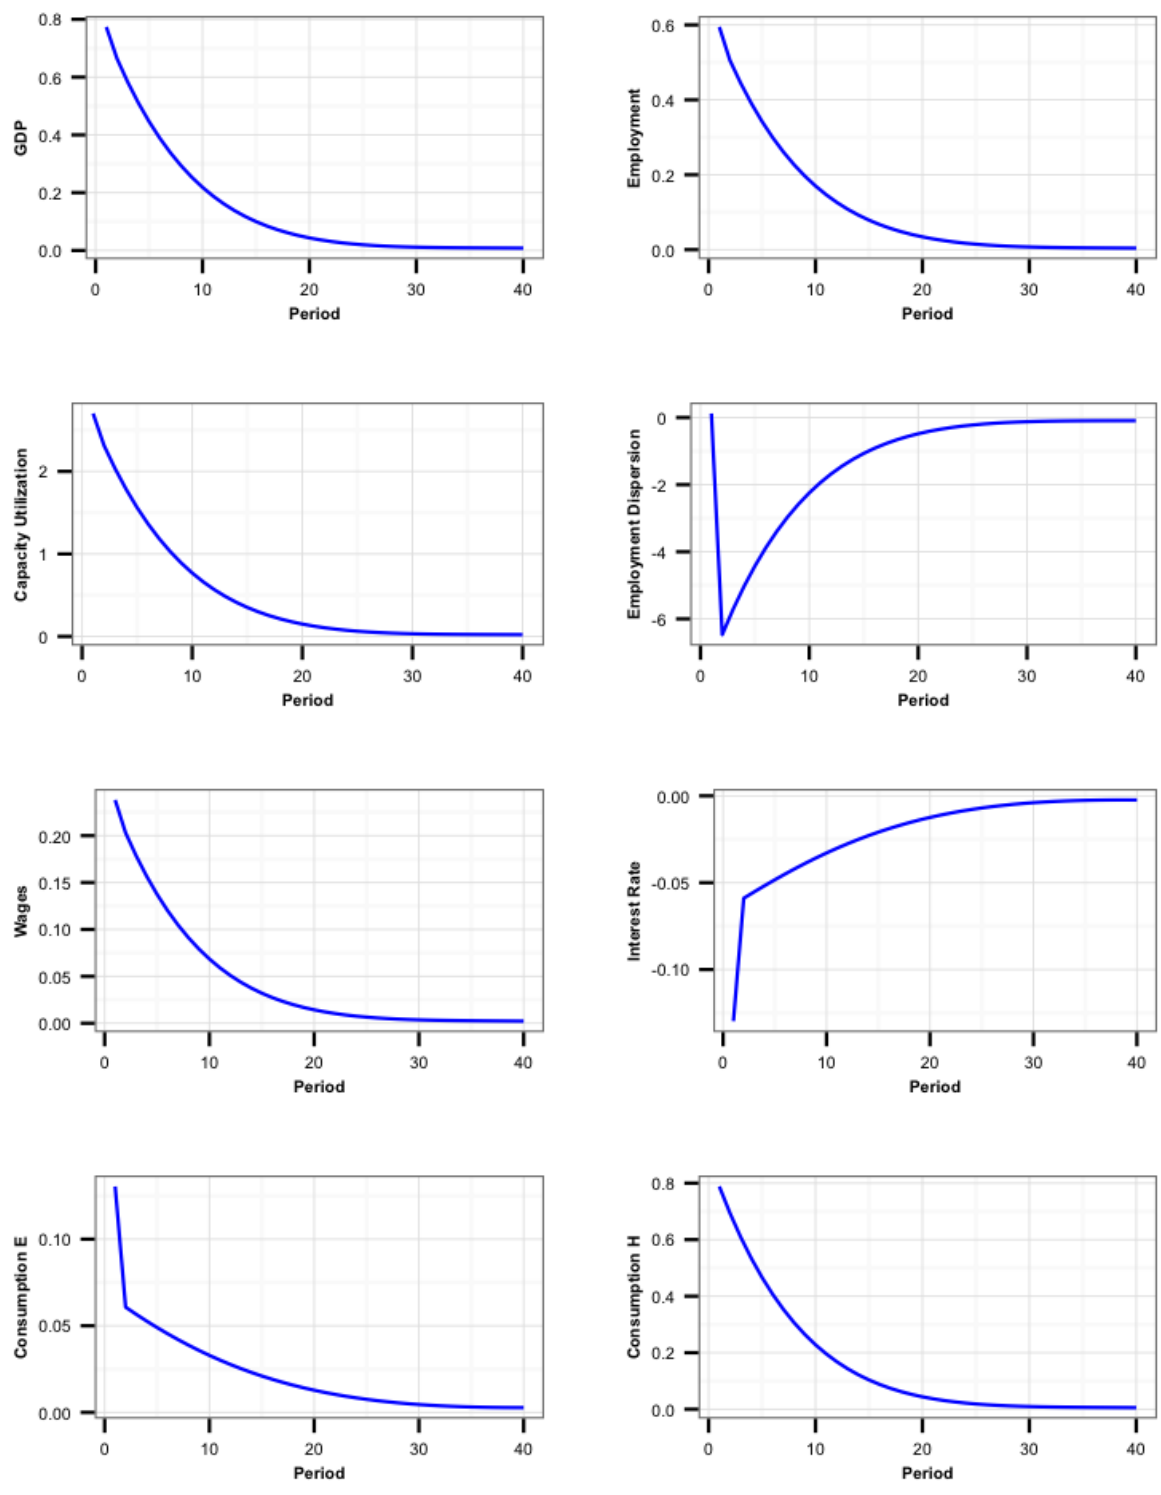 GDP
0.8
0.6
0.4
0.2
0.0
0 10 20 30 40
Period
Employment
0.6
0.4
0.2
0.0
0 10 20 30 40
Period
Capacity Utilization
2
1
0
0 10 20 30 40
Period
Employment Dispersion
0
-2
-4
-6
0 10 20 30 40
Period
Wages
0.20
0.15
0.10
0.05
0.00
0 10 20 30 40
Period
Interest Rate
0.00
-0.05
-0.10
0 10 20 30 40
Period
Consumption E
0.10
0.05
0.00
0 10 20 30 40
Period
Consumption H
0.8
0.6
0.4
0.2
0.0
0 10 20 30 40
Period